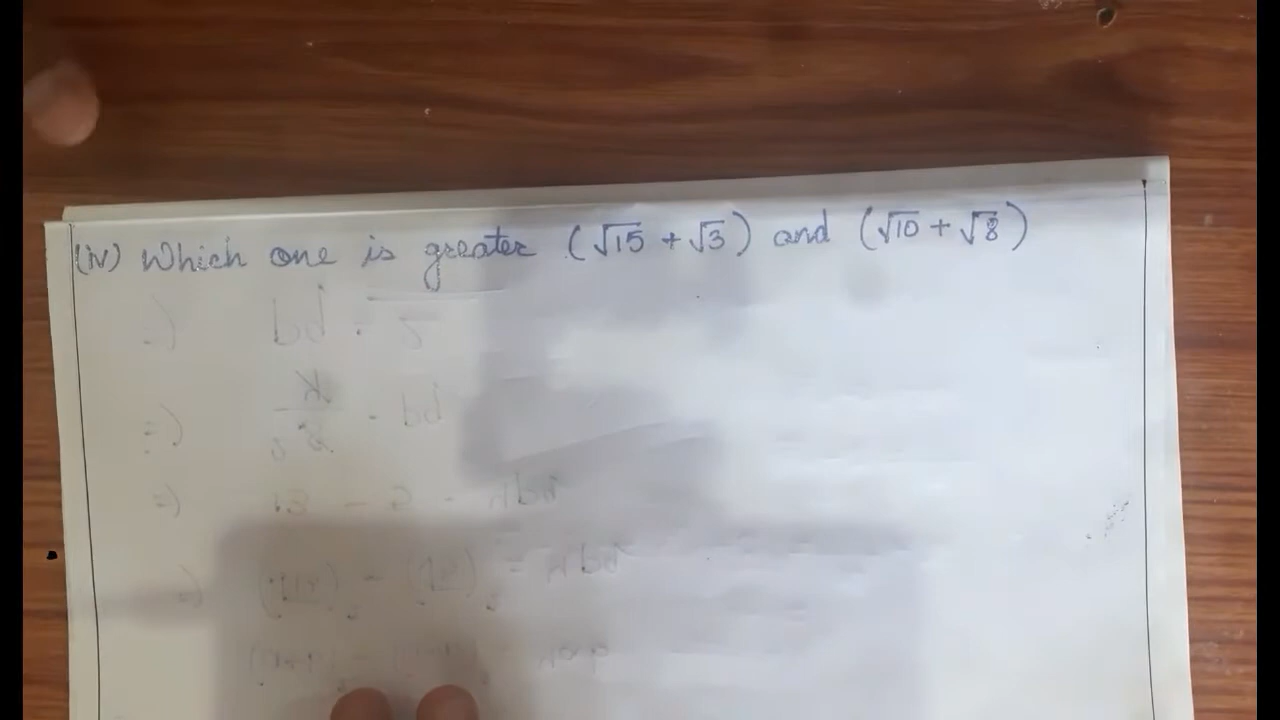 (iv) Which one is greater (√15 + √3) and (√10 + √8)